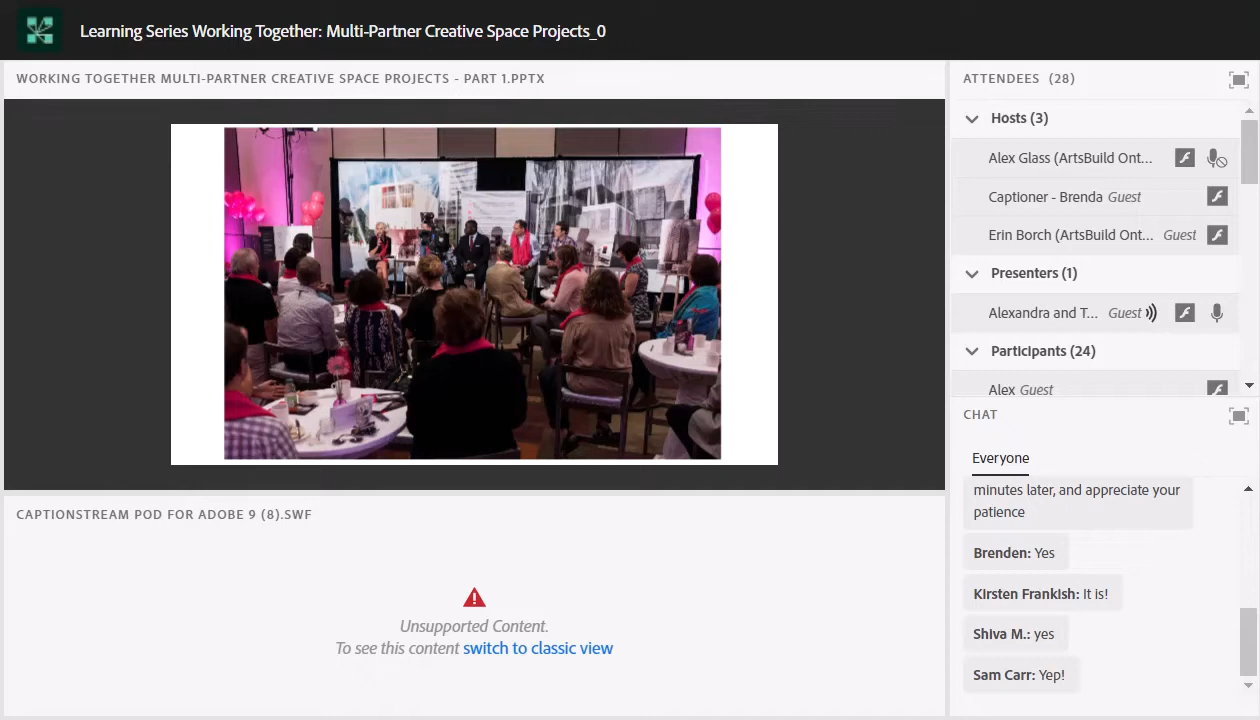 Learning Series Working Together: Multi-Partner Creative Space Projects_0
WORKING TOGETHER MULTI-PARTNER CREATIVE SPACE PROJECTS - PART 1.PPTX
CAPTIONSTREAM POD FOR ADOBE 9 (8).SWF
Unsupported Content.
To see this content switch to classic view
ATTENDEES (28)
Hosts (3)
Alex Glass (ArtsBuild Ont...
Captioner - Brenda Guest
Erin Borch (ArtsBuild Ont... Guest
Presenters (1)
Alexandra and T... Guest
Participants (24)
Alex Guest
CHAT
Everyone
minutes later, and appreciate your
patience
Brenden: Yes
Kirsten Frankish: It is!
Shiva M.: yes
Sam Carr: Yep!